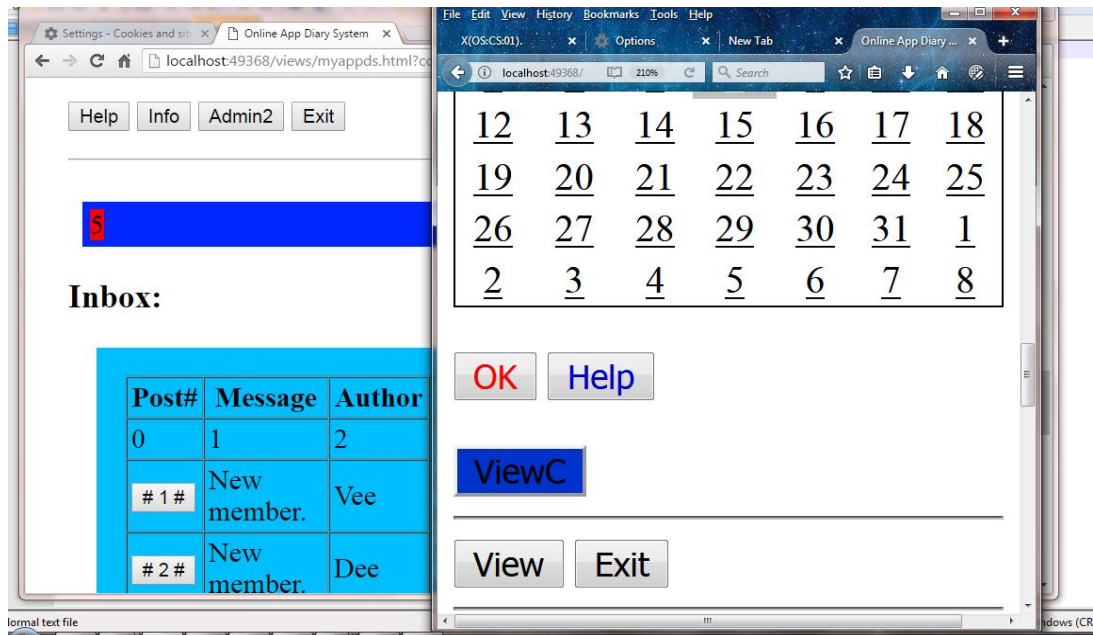 Settings - Cookies and sit
Online App Diary System
localhost:49368/views/myappds.html?co
Help Info Admin2 Exit
5
Inbox:
Post# Message Author
0 1 2
# 1 # New member. Vee
# 2 # New member. Dee
File Edit View History Bookmarks Tools Help
X(OS:CS:01). Options New Tab Online App Diary ...
localhost:49368/ 210% Search
12 13 14 15 16 17 18
19 20 21 22 23 24 25
26 27 28 29 30 31 1
2 3 4 5 6 7 8
OK Help
ViewC
View Exit
lormal text file
ndows (CR